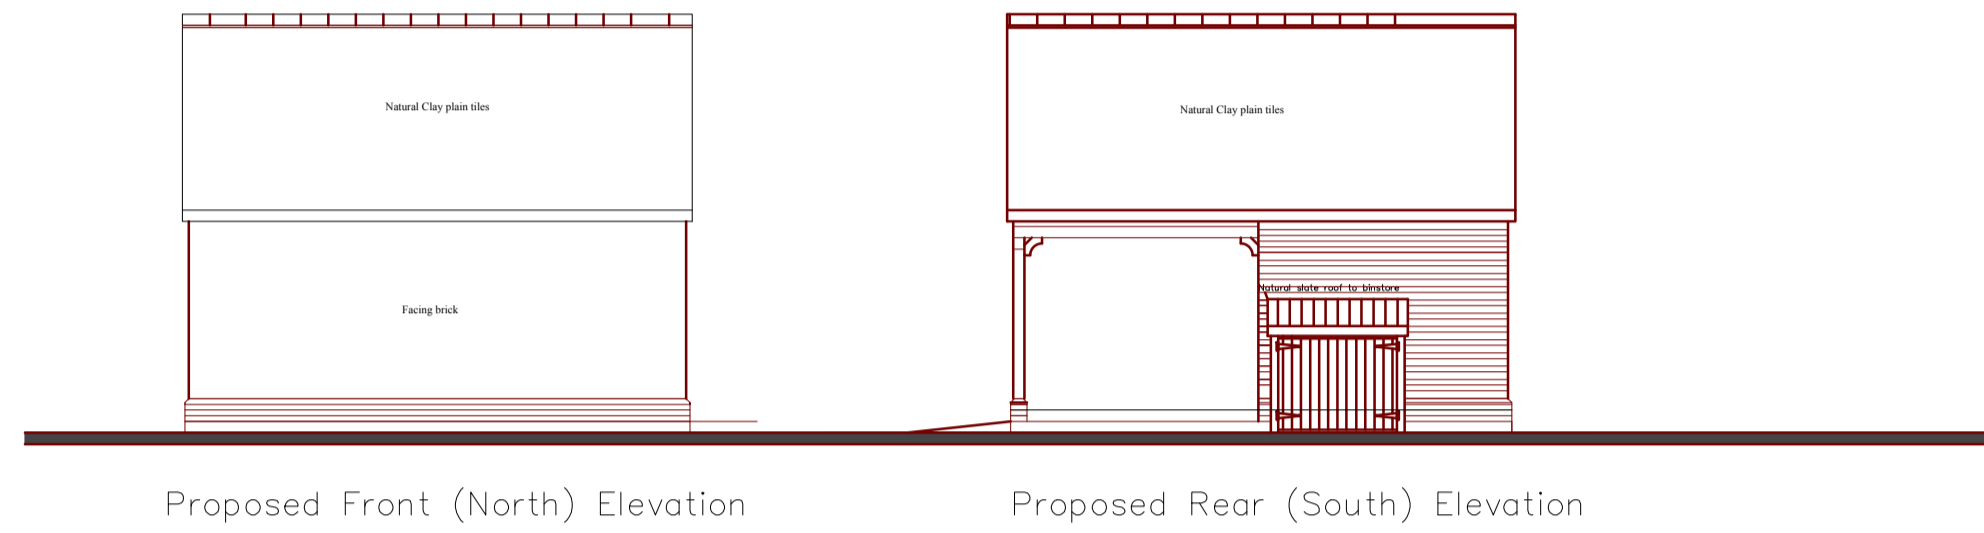 Natural Clay plain tiles
Natural Clay plain tiles
Natural slate roof to binstore
Facing brick
Proposed Front (North) Elevation
Proposed Rear (South) Elevation